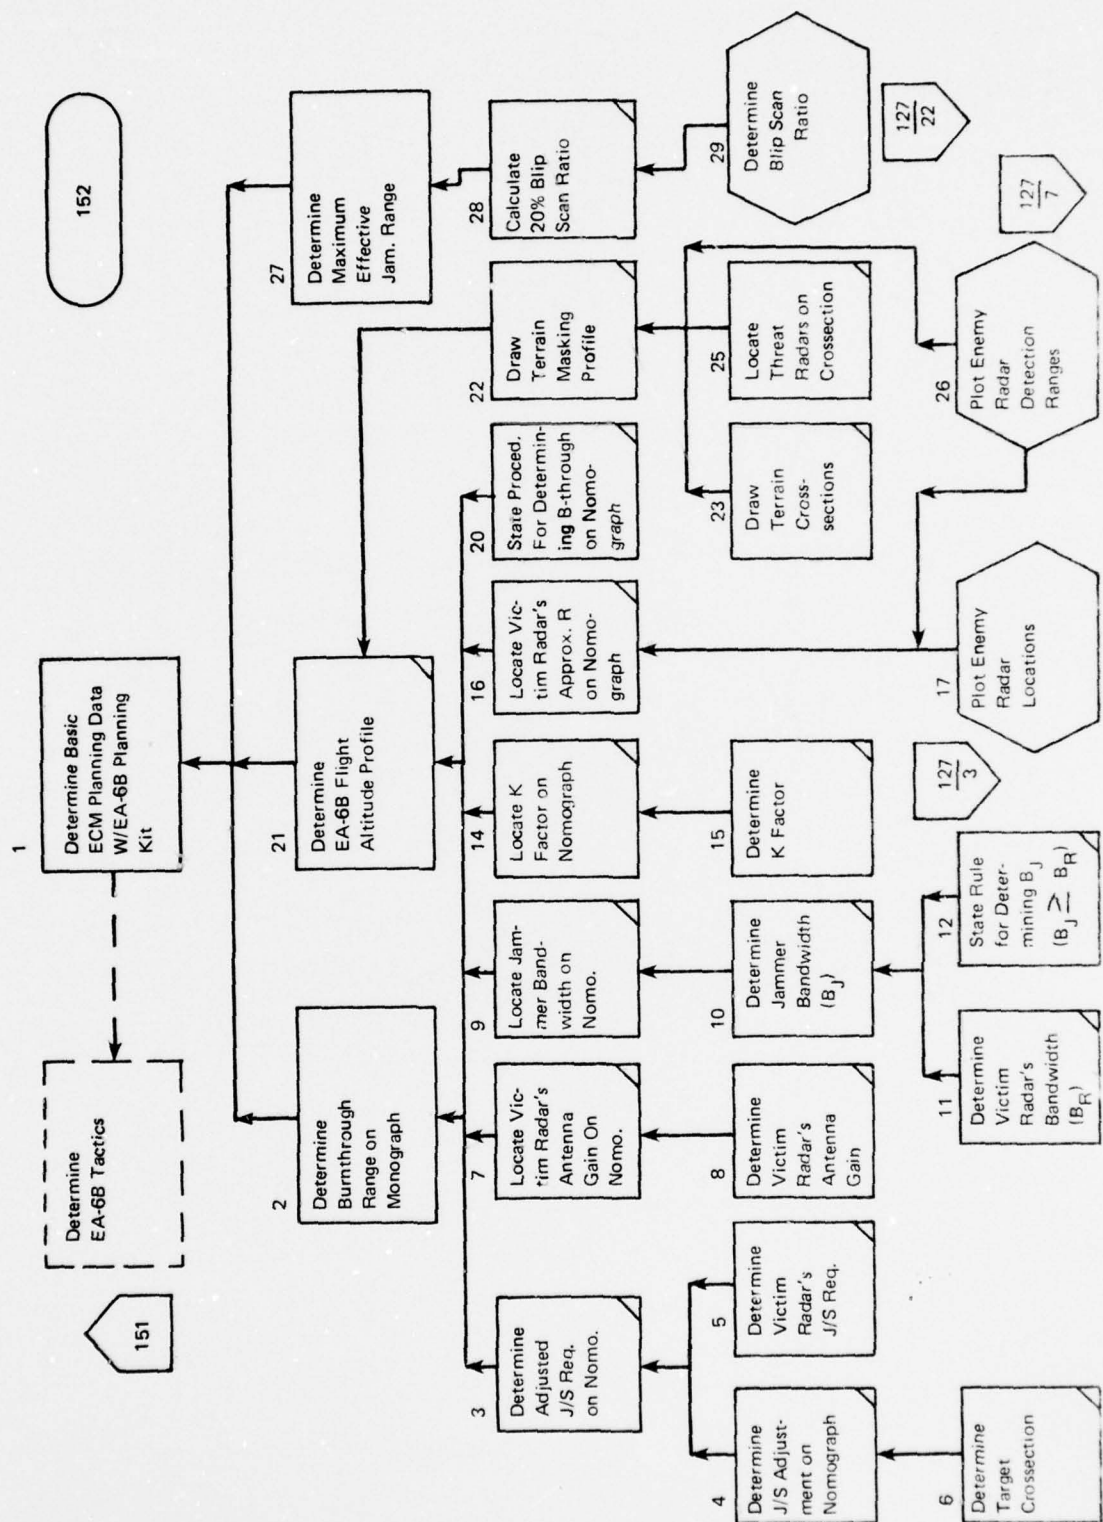 152
151
Determine
EA-6B Tactics
1
Determine Basic
ECM Planning Data
W/EA-6B Planning
Kit
2
Determine
Burnthrough
Range on
Monograph
21
Determine
EA-6B Flight
Altitude Profile
27
Determine
Maximum
Effective
Jam. Range
3
Determine
Adjusted
J/S Req.
on Nomo.
7
Locate Vic-
tim Radar's
Antenna
Gain On
Nomo.
9
Locate Jam-
mer Band-
width on
Nomo.
14
Locate K
Factor on
Nomograph
16
Locate Vic-
tim Radar's
Approx. R
on Nomo-
graph
20
State Proced.
For Determin-
ing B-through
on Nomo-
graph
22
Draw
Terrain
Masking
Profile
28
Calculate
20% Blip
Scan Ratio
4
Determine
J/S Adjust-
ment on
Nomograph
5
Determine
Victim
Radar's
J/S Req.
8
Determine
Victim
Radar's
Antenna
Gain
10
Determine
Jammer
Bandwidth
(B_J)
15
Determine
K Factor
23
Draw
Terrain
Cross-
sections
25
Locate
Threat
Radars on
Crossection
29
Determine
Blip Scan
Ratio
127
22
6
Determine
Target
Crossection
11
Determine
Victim
Radar's
Bandwidth
(B_R)
12
State Rule
for Deter-
mining B_J
(B_J ≥ B_R)
127
3
17
Plot Enemy
Radar
Locations
26
Plot Enemy
Radar
Detection
Ranges
127
7